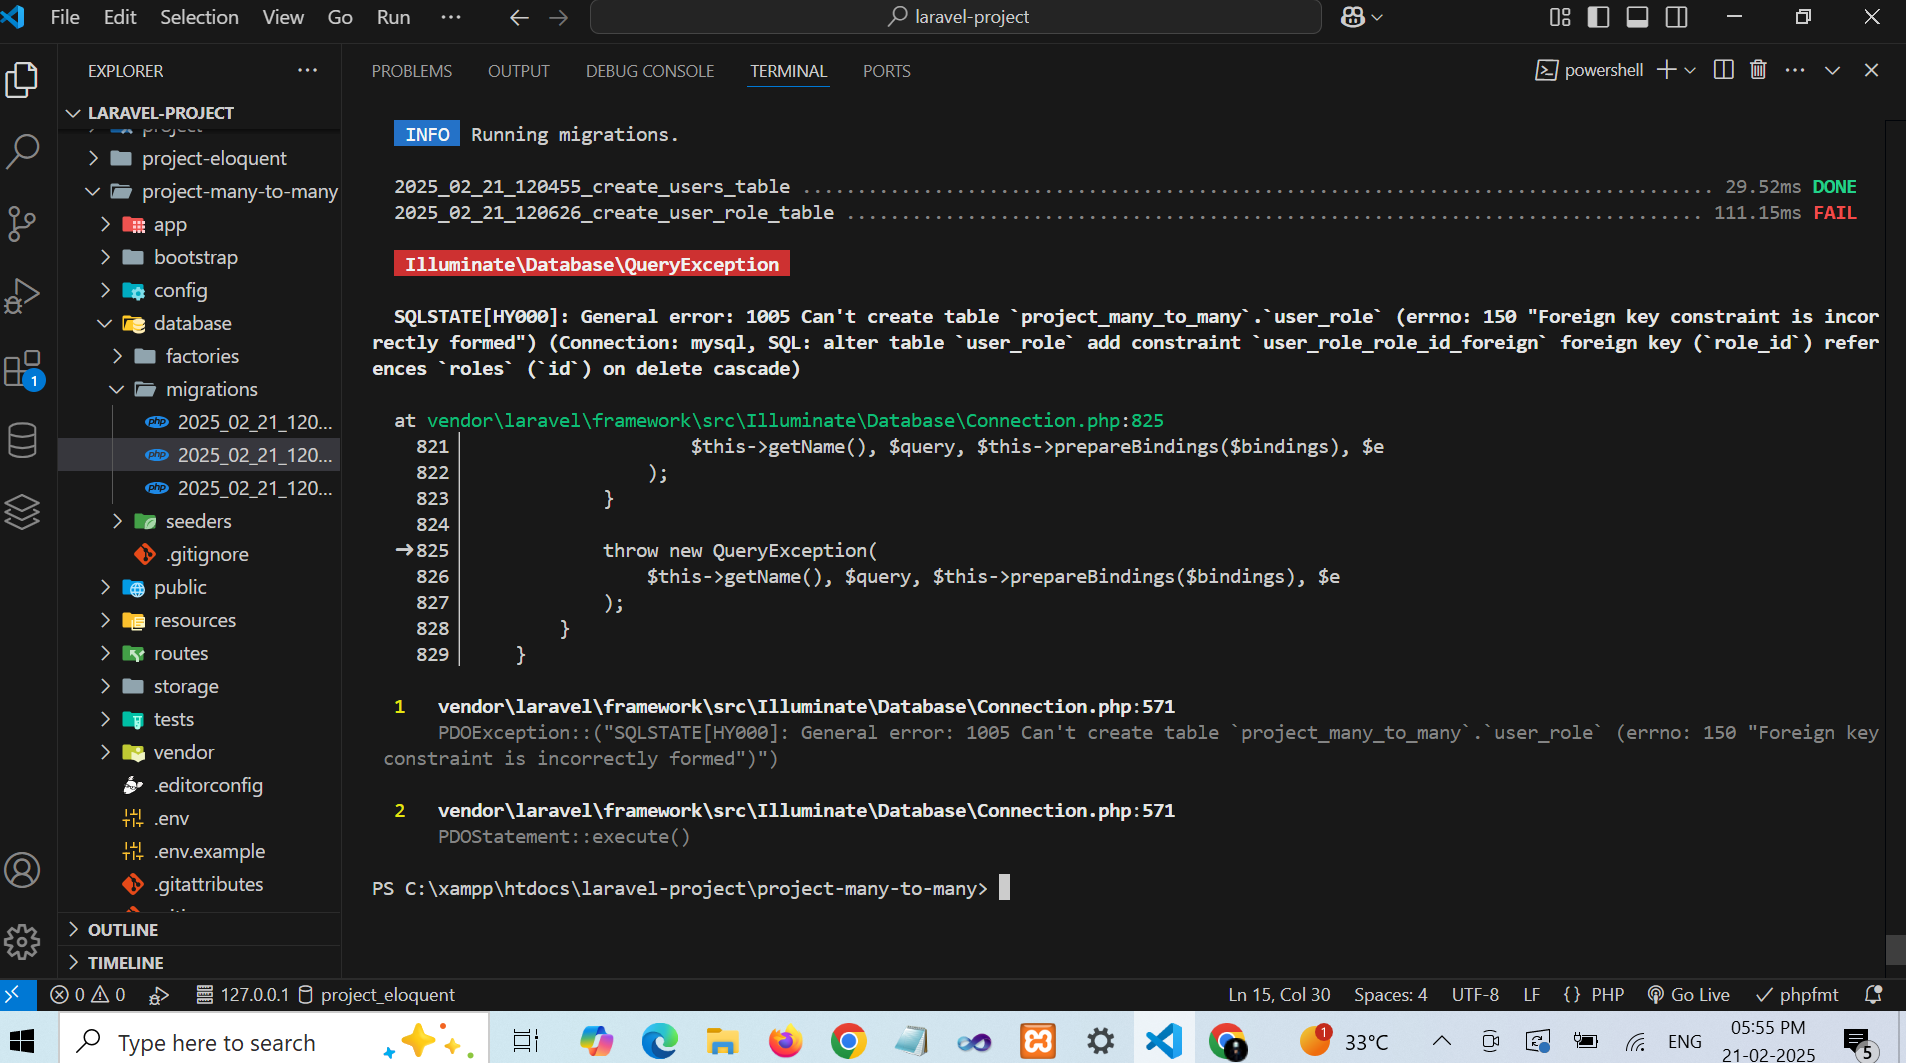 File Edit Selection View Go Run ···
laravel-project
EXPLORER
LARAVEL-PROJECT
project
project-eloquent
project-many-to-many
app
bootstrap
config
database
factories
migrations
2025_02_21_120...
2025_02_21_120...
2025_02_21_120...
seeders
.gitignore
public
resources
routes
storage
tests
vendor
.editorconfig
.env
.env.example
.gitattributes
OUTLINE
TIMELINE
1
PROBLEMS OUTPUT DEBUG CONSOLE TERMINAL PORTS
powershell
INFO Running migrations.
2025_02_21_120455_create_users_table ................................................................................... 29.52ms DONE
2025_02_21_120626_create_user_role_table .............................................................................. 111.15ms FAIL
Illuminate\Database\QueryException
SQLSTATE[HY000]: General error: 1005 Can't create table `project_many_to_many`.`user_role` (errno: 150 "Foreign key constraint is incor
rectly formed") (Connection: mysql, SQL: alter table `user_role` add constraint `user_role_role_id_foreign` foreign key (`role_id`) refer
ences `roles` (`id`) on delete cascade)
at vendor\laravel\framework\src\Illuminate\Database\Connection.php:825
821 $this->getName(), $query, $this->prepareBindings($bindings), $e
822 );
823 }
824
➜825 throw new QueryException(
826 $this->getName(), $query, $this->prepareBindings($bindings), $e
827 );
828 }
829 }
1 vendor\laravel\framework\src\Illuminate\Database\Connection.php:571
PDOException::("SQLSTATE[HY000]: General error: 1005 Can't create table `project_many_to_many`.`user_role` (errno: 150 "Foreign key
constraint is incorrectly formed")")
2 vendor\laravel\framework\src\Illuminate\Database\Connection.php:571
PDOStatement::execute()
PS C:\xampp\htdocs\laravel-project\project-many-to-many>
0 0 127.0.0.1 project_eloquent
Ln 15, Col 30 Spaces: 4 UTF-8 LF {} PHP Go Live phpfmt
Type here to search
1 33°C ENG
05:55 PM
21-02-2025
5